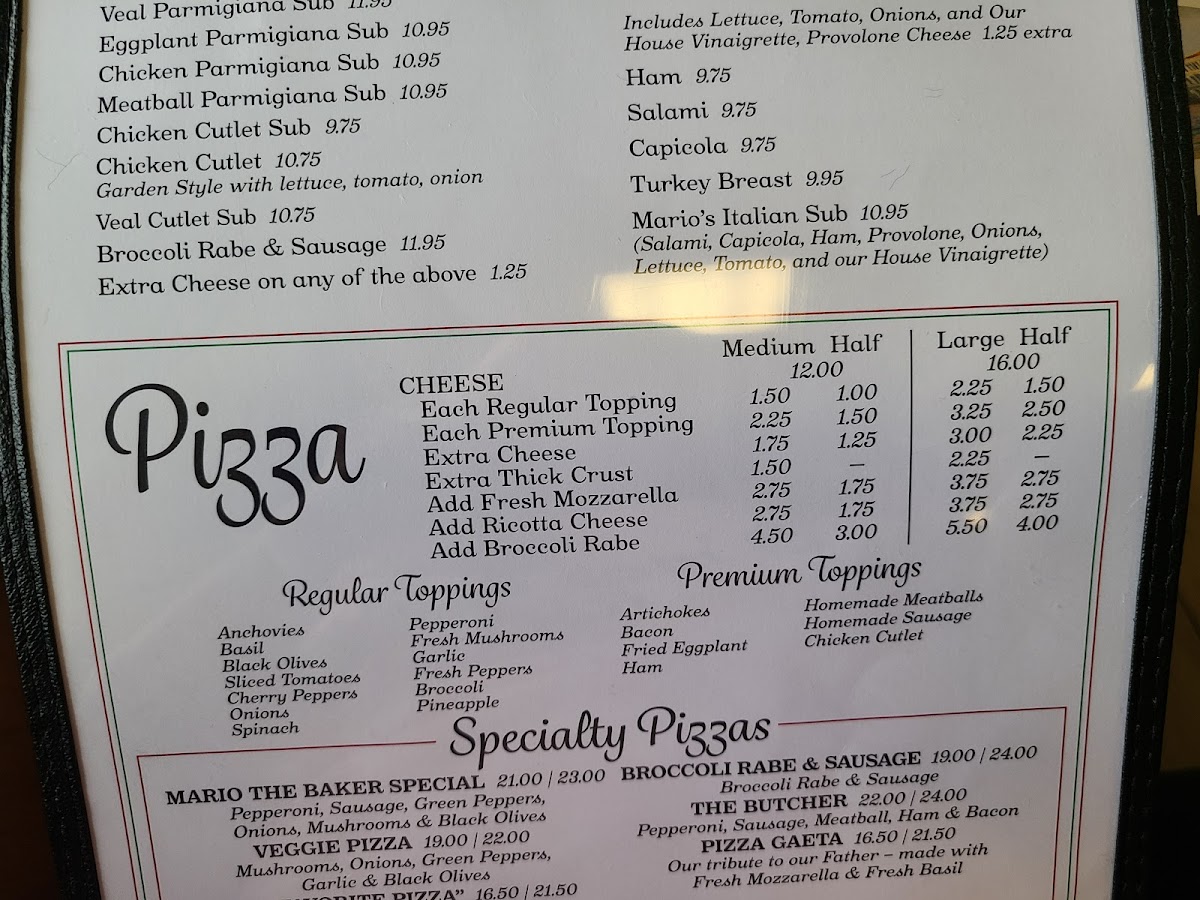 Veal Parmigiana Sub 11.95
Eggplant Parmigiana Sub 10.95
Chicken Parmigiana Sub 10.95
Meatball Parmigiana Sub 10.95
Chicken Cutlet Sub 9.75
Chicken Cutlet 10.75
Garden Style with lettuce, tomato, onion
Veal Cutlet Sub 10.75
Broccoli Rabe & Sausage 11.95
Extra Cheese on any of the above 1.25
Includes Lettuce, Tomato, Onions, and Our
House Vinaigrette, Provolone Cheese 1.25 extra
Ham 9.75
Salami 9.75
Capicola 9.75
Turkey Breast 9.95
Mario's Italian Sub 10.95
(Salami, Capicola, Ham, Provolone, Onions,
Lettuce, Tomato, and our House Vinaigrette)
Pizza
Medium Half Large Half
CHEESE 12.00 16.00
Each Regular Topping 1.50 1.00 2.25 1.50
Each Premium Topping 2.25 1.50 3.25 2.50
Extra Cheese 1.75 1.25 3.00 2.25
Extra Thick Crust 1.50 — 2.25 —
Add Fresh Mozzarella 2.75 1.75 3.75 2.75
Add Ricotta Cheese 2.75 1.75 3.75 2.75
Add Broccoli Rabe 4.50 3.00 5.50 4.00
Regular Toppings
Anchovies
Basil
Black Olives
Sliced Tomatoes
Cherry Peppers
Onions
Spinach
Pepperoni
Fresh Mushrooms
Garlic
Fresh Peppers
Broccoli
Pineapple
Premium Toppings
Artichokes
Bacon
Fried Eggplant
Ham
Homemade Meatballs
Homemade Sausage
Chicken Cutlet
Specialty Pizzas
MARIO THE BAKER SPECIAL 21.00 | 23.00
Pepperoni, Sausage, Green Peppers,
Onions, Mushrooms & Black Olives
VEGGIE PIZZA 19.00 | 22.00
Mushrooms, Onions, Green Peppers,
Garlic & Black Olives
PIZZA" 16.50 | 21.50
BROCCOLI RABE & SAUSAGE 19.00 | 24.00
Broccoli Rabe & Sausage
THE BUTCHER 22.00 | 24.00
Pepperoni, Sausage, Meatball, Ham & Bacon
PIZZA GAETA 16.50 | 21.50
Our tribute to our Father – made with
Fresh Mozzarella & Fresh Basil